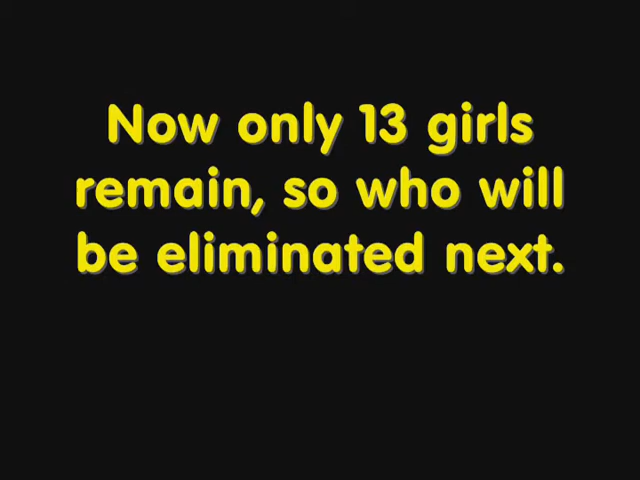 Now only 13 girls
remain, so who will
be eliminated next.